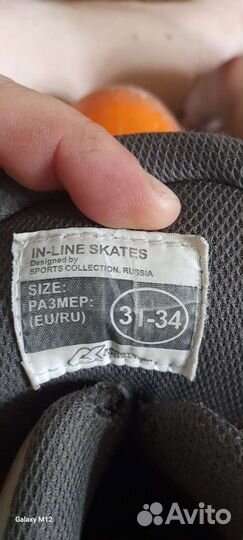 IN-LINE SKATES
Designed by
SPORTS COLLECTION. RUSSIA
SIZE:
РАЗМЕР:
(EU/RU)
31-34
Galaxy M12
Avito